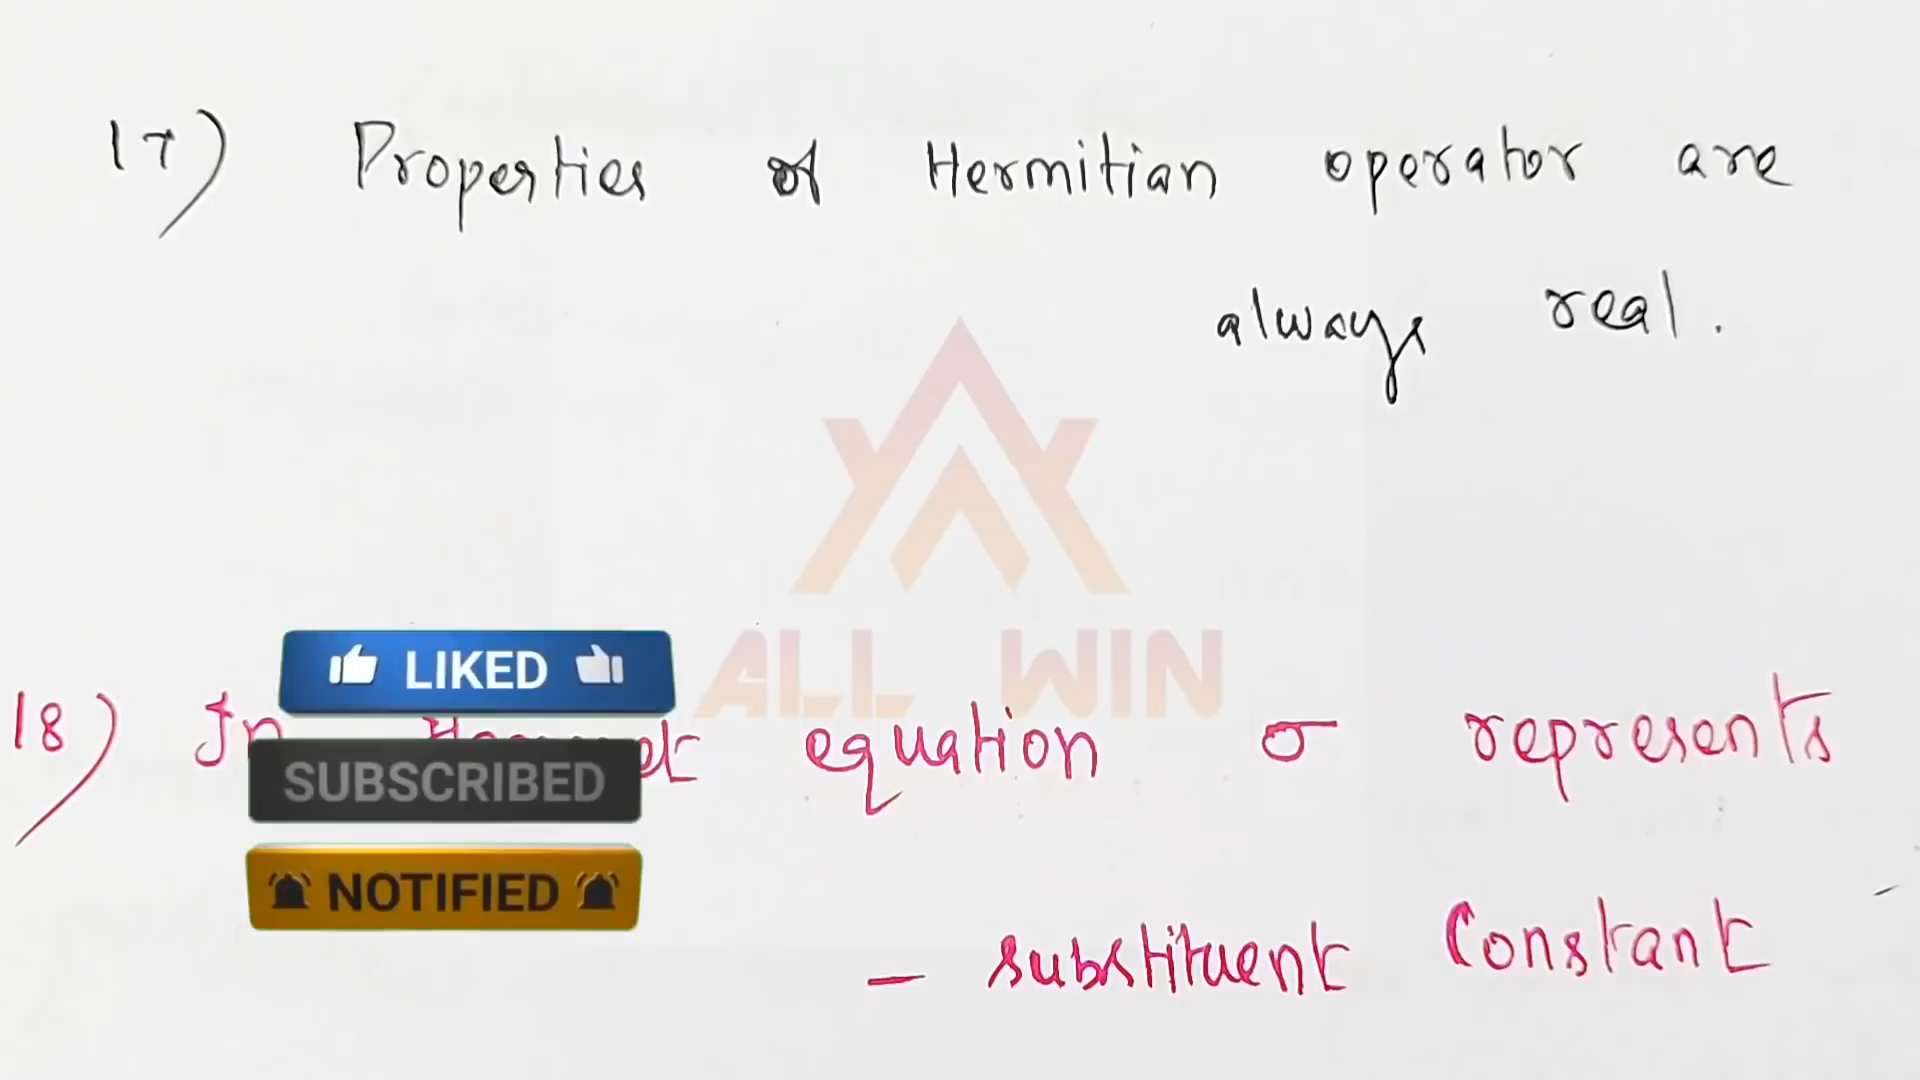 17) Properties of Hermitian operator are
always real.
ALL WIN
LIKED
18) In equation σ represents
SUBSCRIBED
NOTIFIED
- substituent Constant